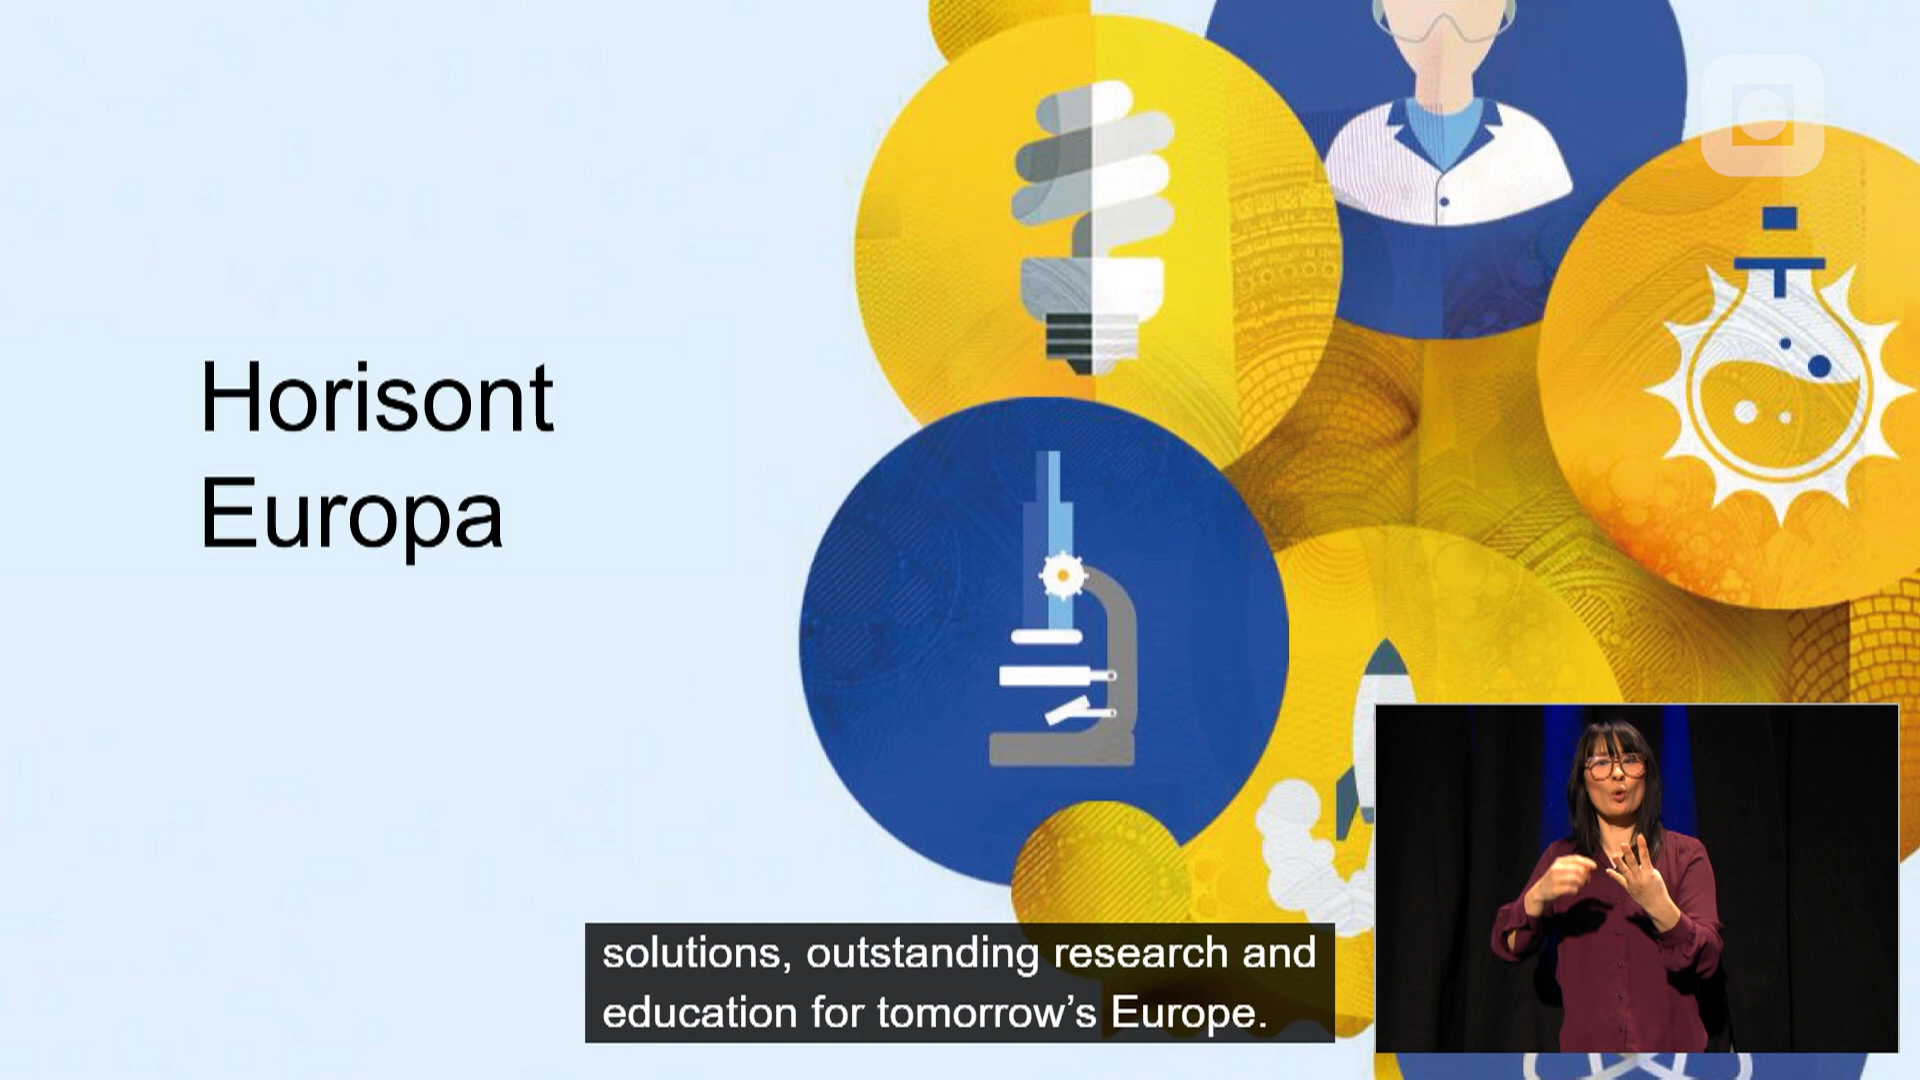 Horisont
Europa
solutions, outstanding research and
education for tomorrow’s Europe.